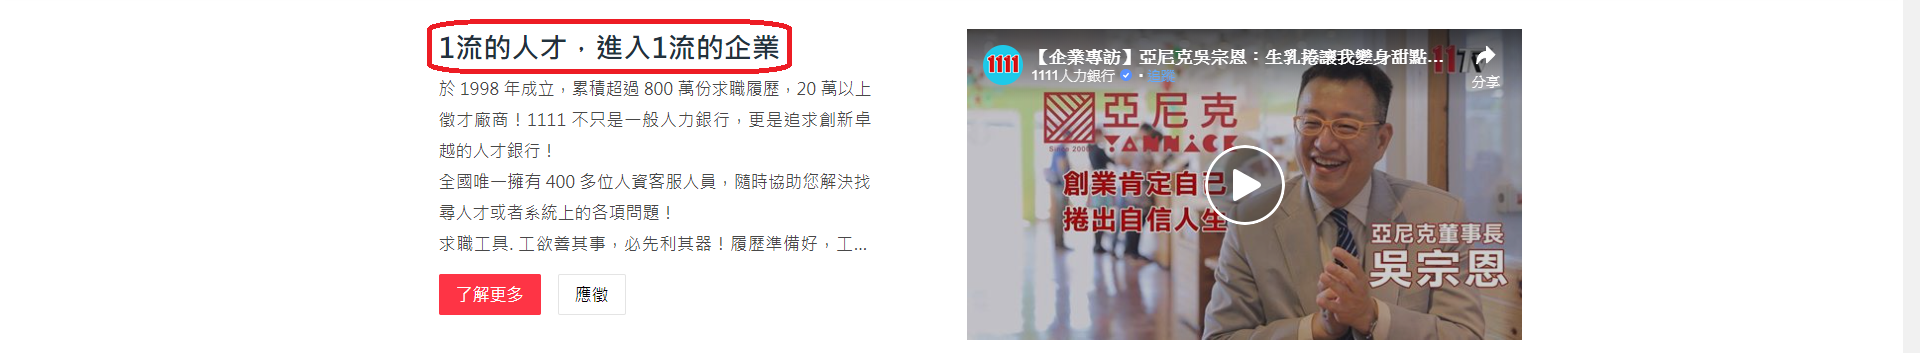 1流的人才，進入1流的企業
於 1998 年成立，累積超過 800 萬份求職履歷，20 萬以上
徵才廠商！1111 不只是一般人力銀行，更是追求創新卓
越的人才銀行！
全國唯一擁有 400 多位人資客服人員，隨時協助您解決找
尋人才或者系統上的各項問題！
求職工具. 工欲善其事，必先利其器！履歷準備好，工...
了解更多
應徵
1111
【企業專訪】亞尼克吳宗恩：生乳捲讓我變身甜點...
1111人力銀行
追蹤
分享
亞尼克
Since 2000
YANNICK
創業肯定自己
捲出自信人生
亞尼克董事長
吳宗恩